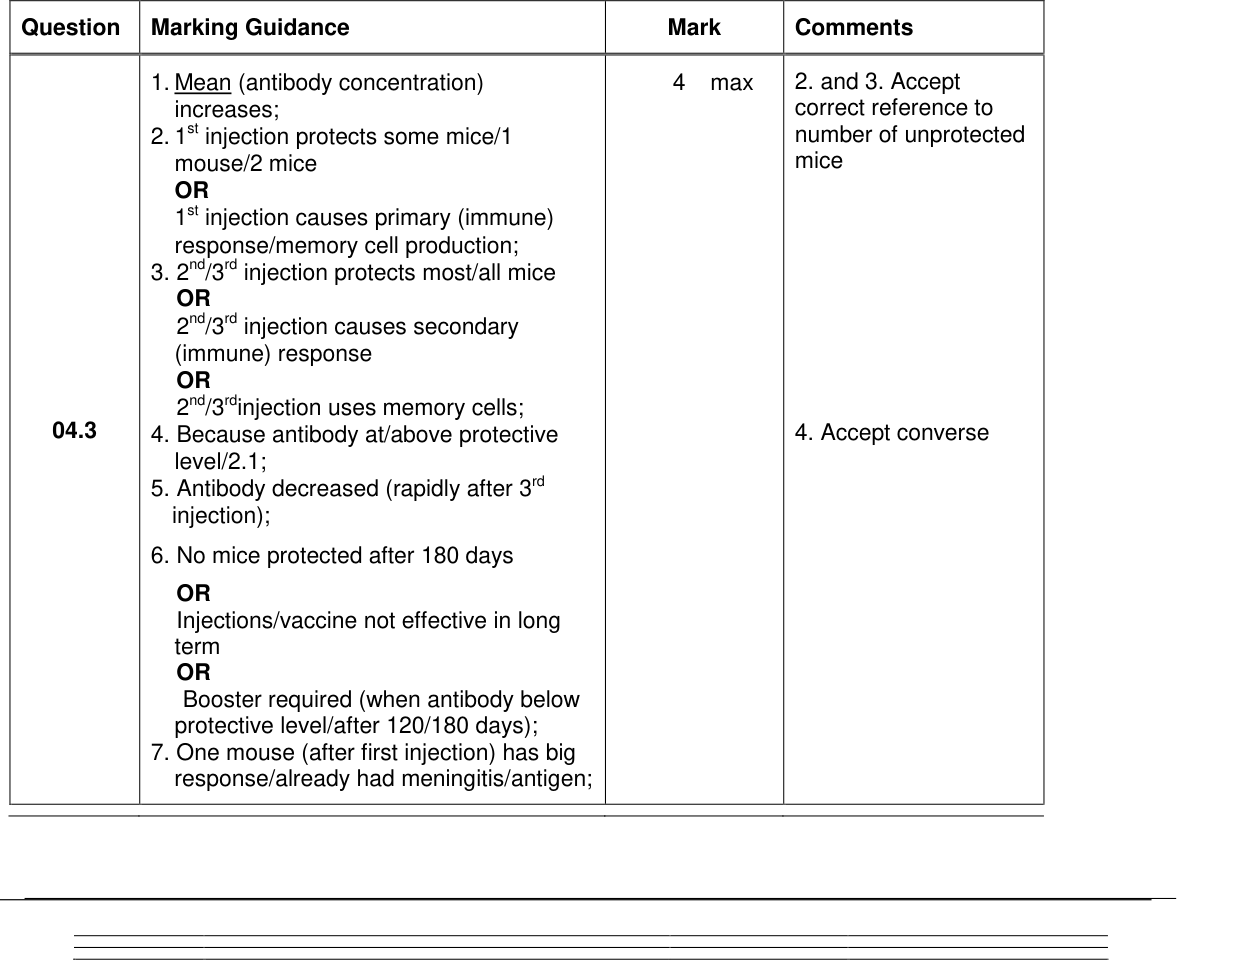 Question Marking Guidance Mark Comments
1. Mean (antibody concentration)
increases;
2. 1st injection protects some mice/1
mouse/2 mice
OR
1st injection causes primary (immune)
response/memory cell production;
3. 2nd/3rd injection protects most/all mice
OR
2nd/3rd injection causes secondary
(immune) response
OR
2nd/3rdinjection uses memory cells;
04.3
4. Because antibody at/above protective
level/2.1;
5. Antibody decreased (rapidly after 3rd
injection);
6. No mice protected after 180 days
OR
Injections/vaccine not effective in long
term
OR
Booster required (when antibody below
protective level/after 120/180 days);
7. One mouse (after first injection) has big
response/already had meningitis/antigen;
4 max
2. and 3. Accept
correct reference to
number of unprotected
mice
4. Accept converse